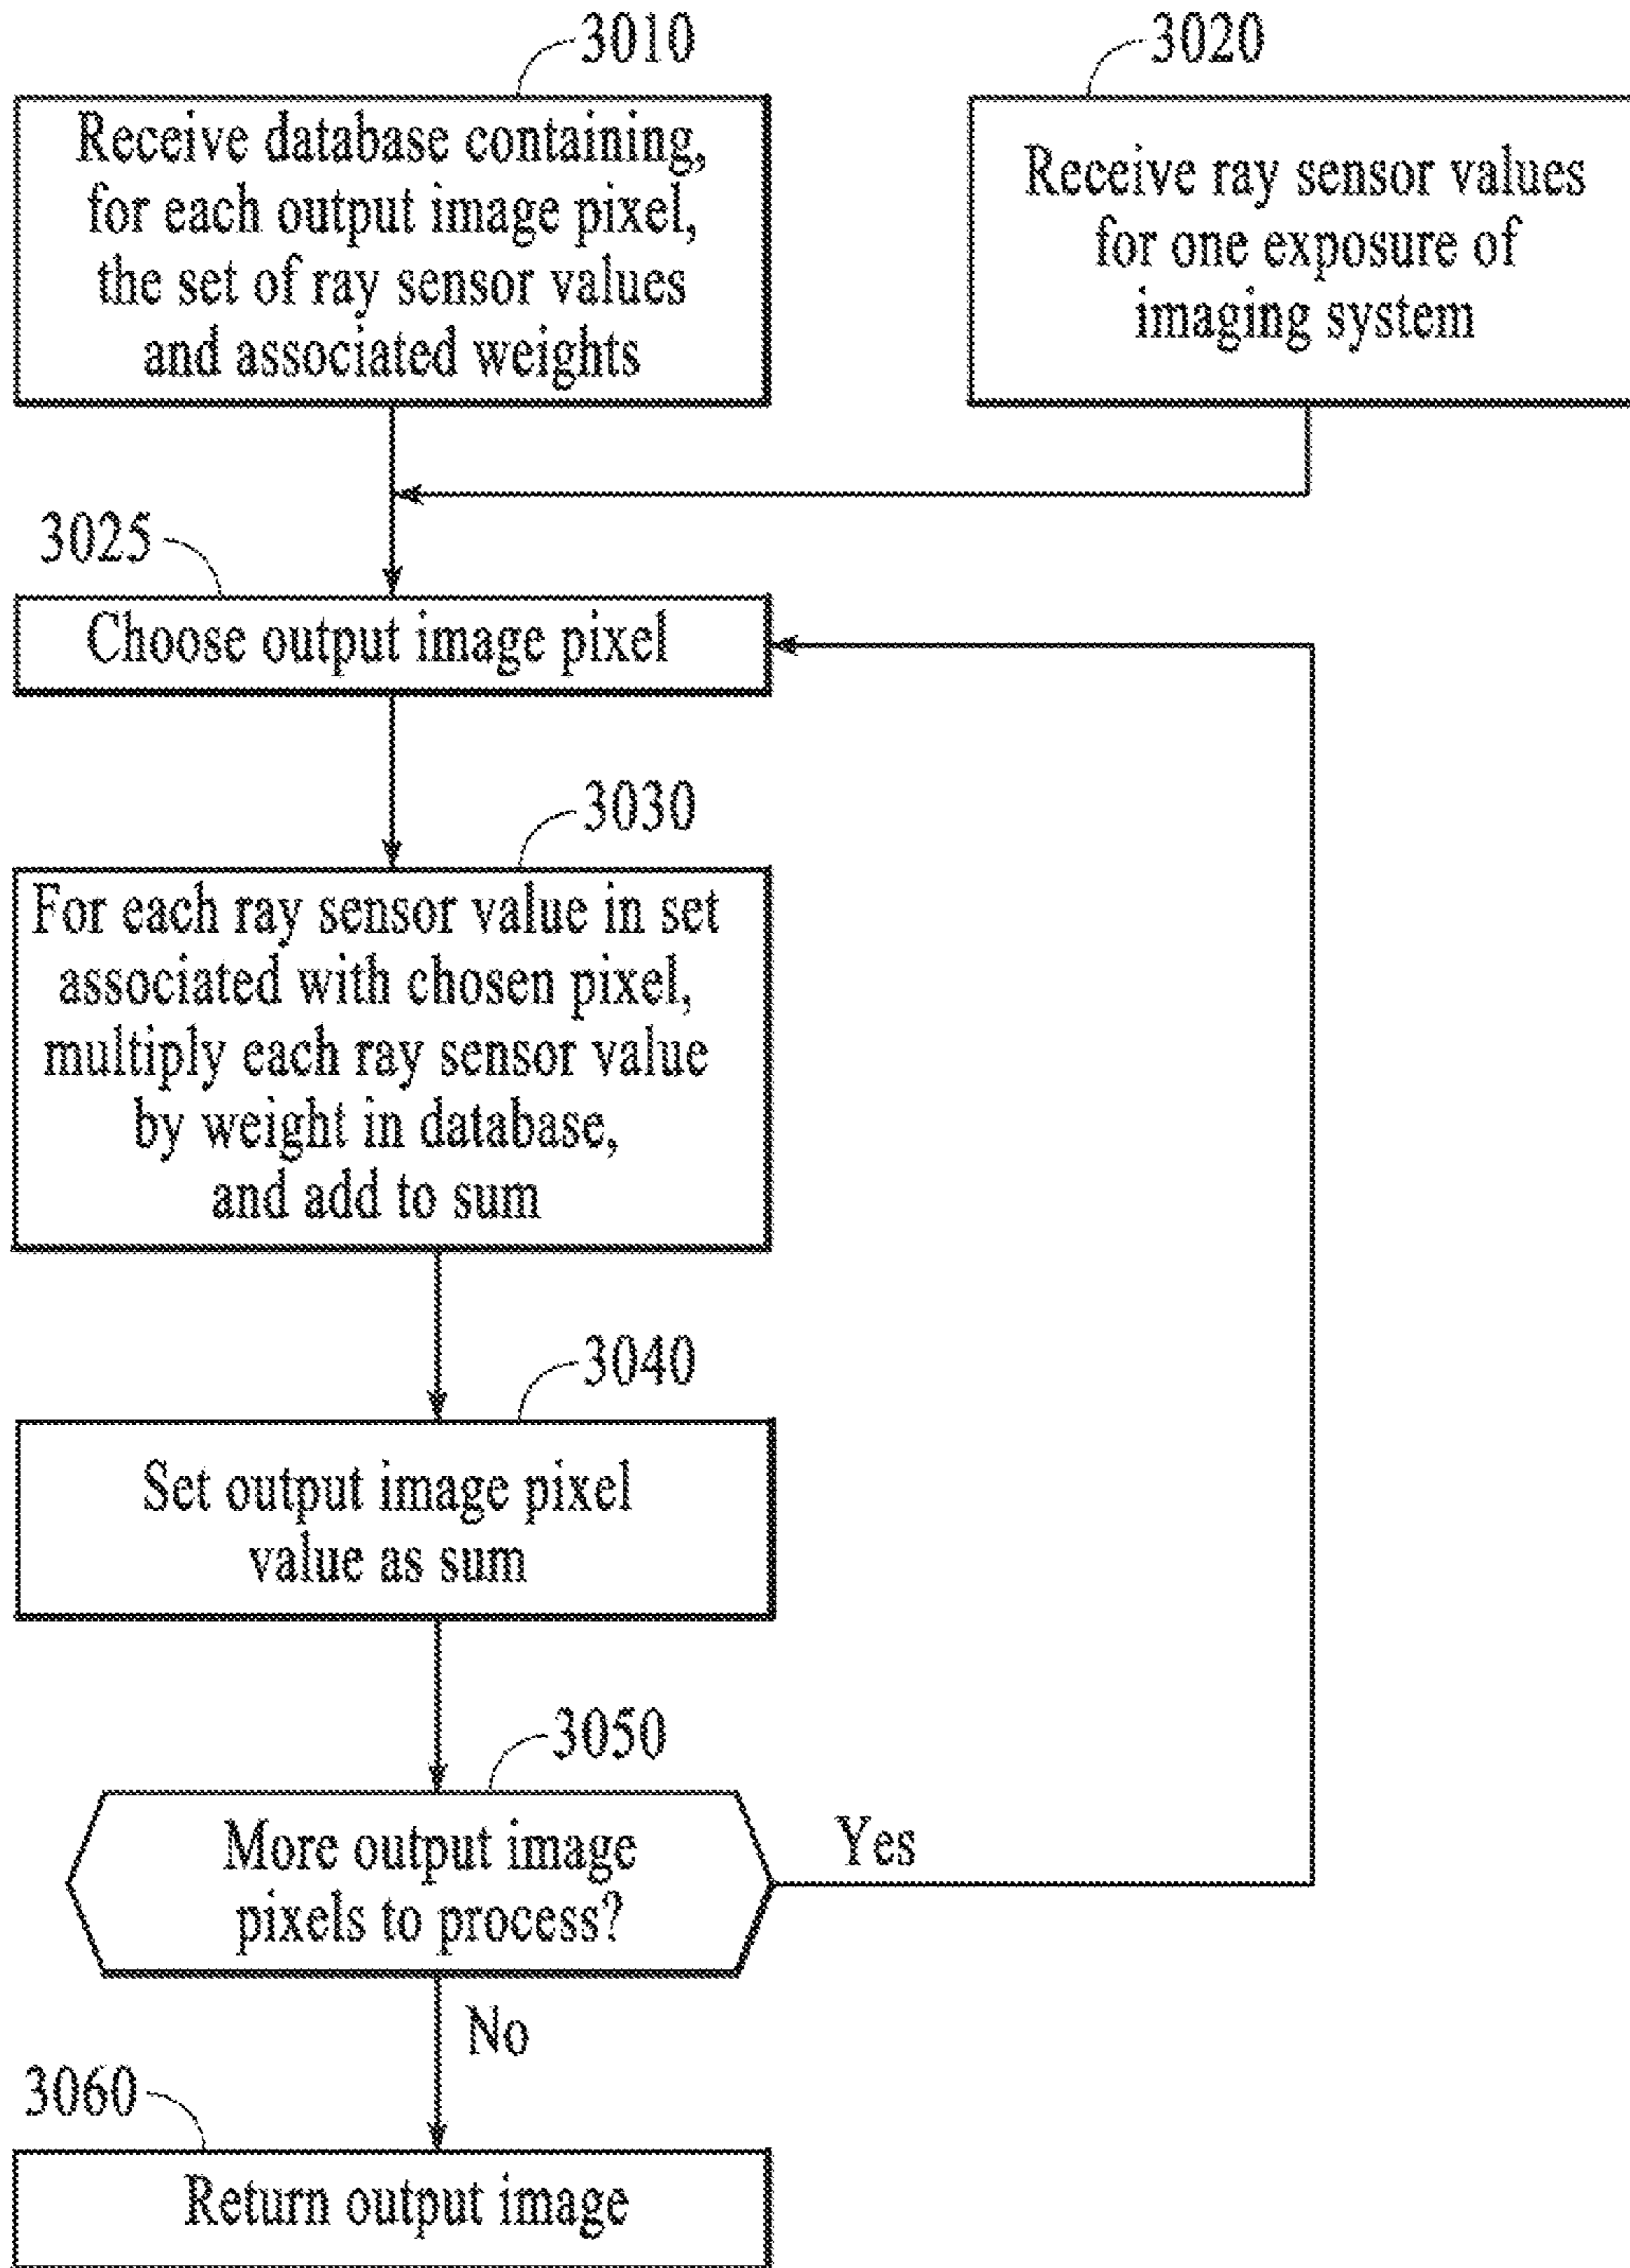 3010
Receive database containing,
for each output image pixel,
the set of ray sensor values
and associated weights
3020
Receive ray sensor values
for one exposure of
imaging system
3025
Choose output image pixel
3030
For each ray sensor value in set
associated with chosen pixel,
multiply each ray sensor value
by weight in database,
and add to sum
3040
Set output image pixel
value as sum
3050
More output image
pixels to process?
Yes
No
3060
Return output image